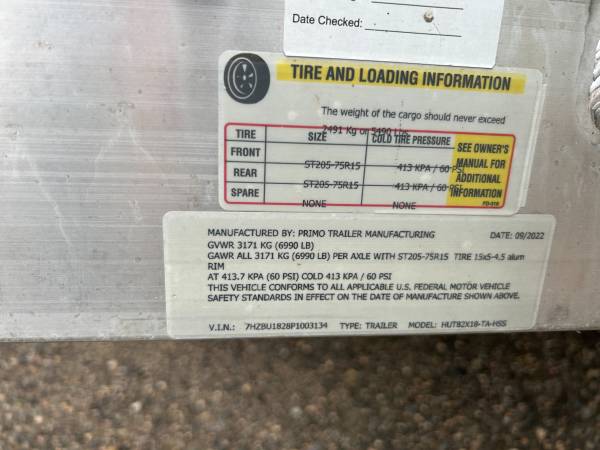 Date Checked:
TIRE AND LOADING INFORMATION
The weight of the cargo should never exceed
2491 Kg or 5490 Lbs
TIRE SIZE COLD TIRE PRESSURE SEE OWNER'S
FRONT MANUAL FOR
ST205-75R15 413 KPA / 60 PSI ADDITIONAL
REAR INFORMATION
ST205-75R15 413 KPA / 60 PSI
SPARE
NONE NONE
MANUFACTURED BY: PRIMO TRAILER MANUFACTURING DATE: 09/2022
GVWR 3171 KG (6990 LB)
GAWR ALL 3171 KG (6990 LB) PER AXLE WITH ST205-75R15 TIRE 15x5-4.5 alum
RIM
AT 413.7 KPA (60 PSI) COLD 413 KPA / 60 PSI
THIS VEHICLE CONFORMS TO ALL APPLICABLE U.S. FEDERAL MOTOR VEHICLE
SAFETY STANDARDS IN EFFECT ON THE DATE OF MANUFACTURE SHOWN ABOVE.
V.I.N.: 7HZBU1828P1003134 TYPE: TRAILER MODEL: HUT82X18-TA-HSS